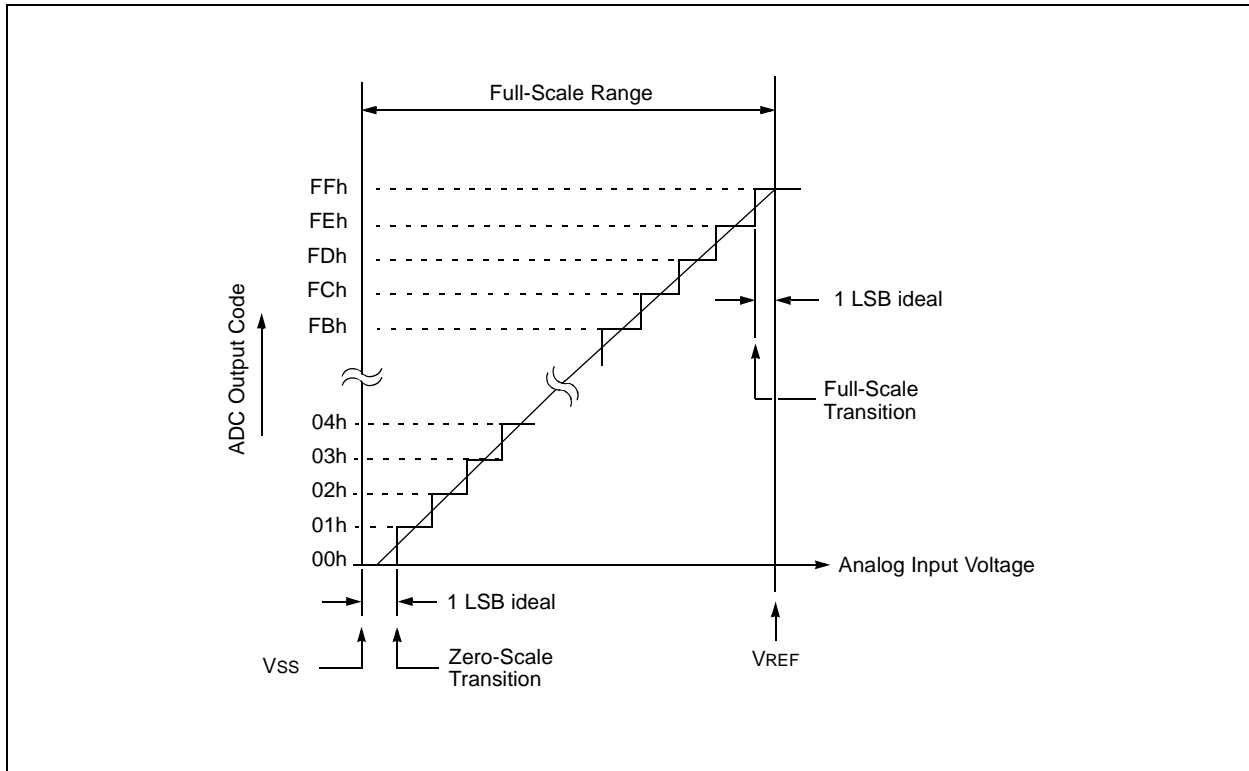 Full-Scale Range
FFh
FEh
FDh
FCh
FBh
1 LSB ideal
ADC Output Code
Full-Scale
Transition
04h
03h
02h
01h
00h
Analog Input Voltage
1 LSB ideal
VSS
Zero-Scale
Transition
VREF